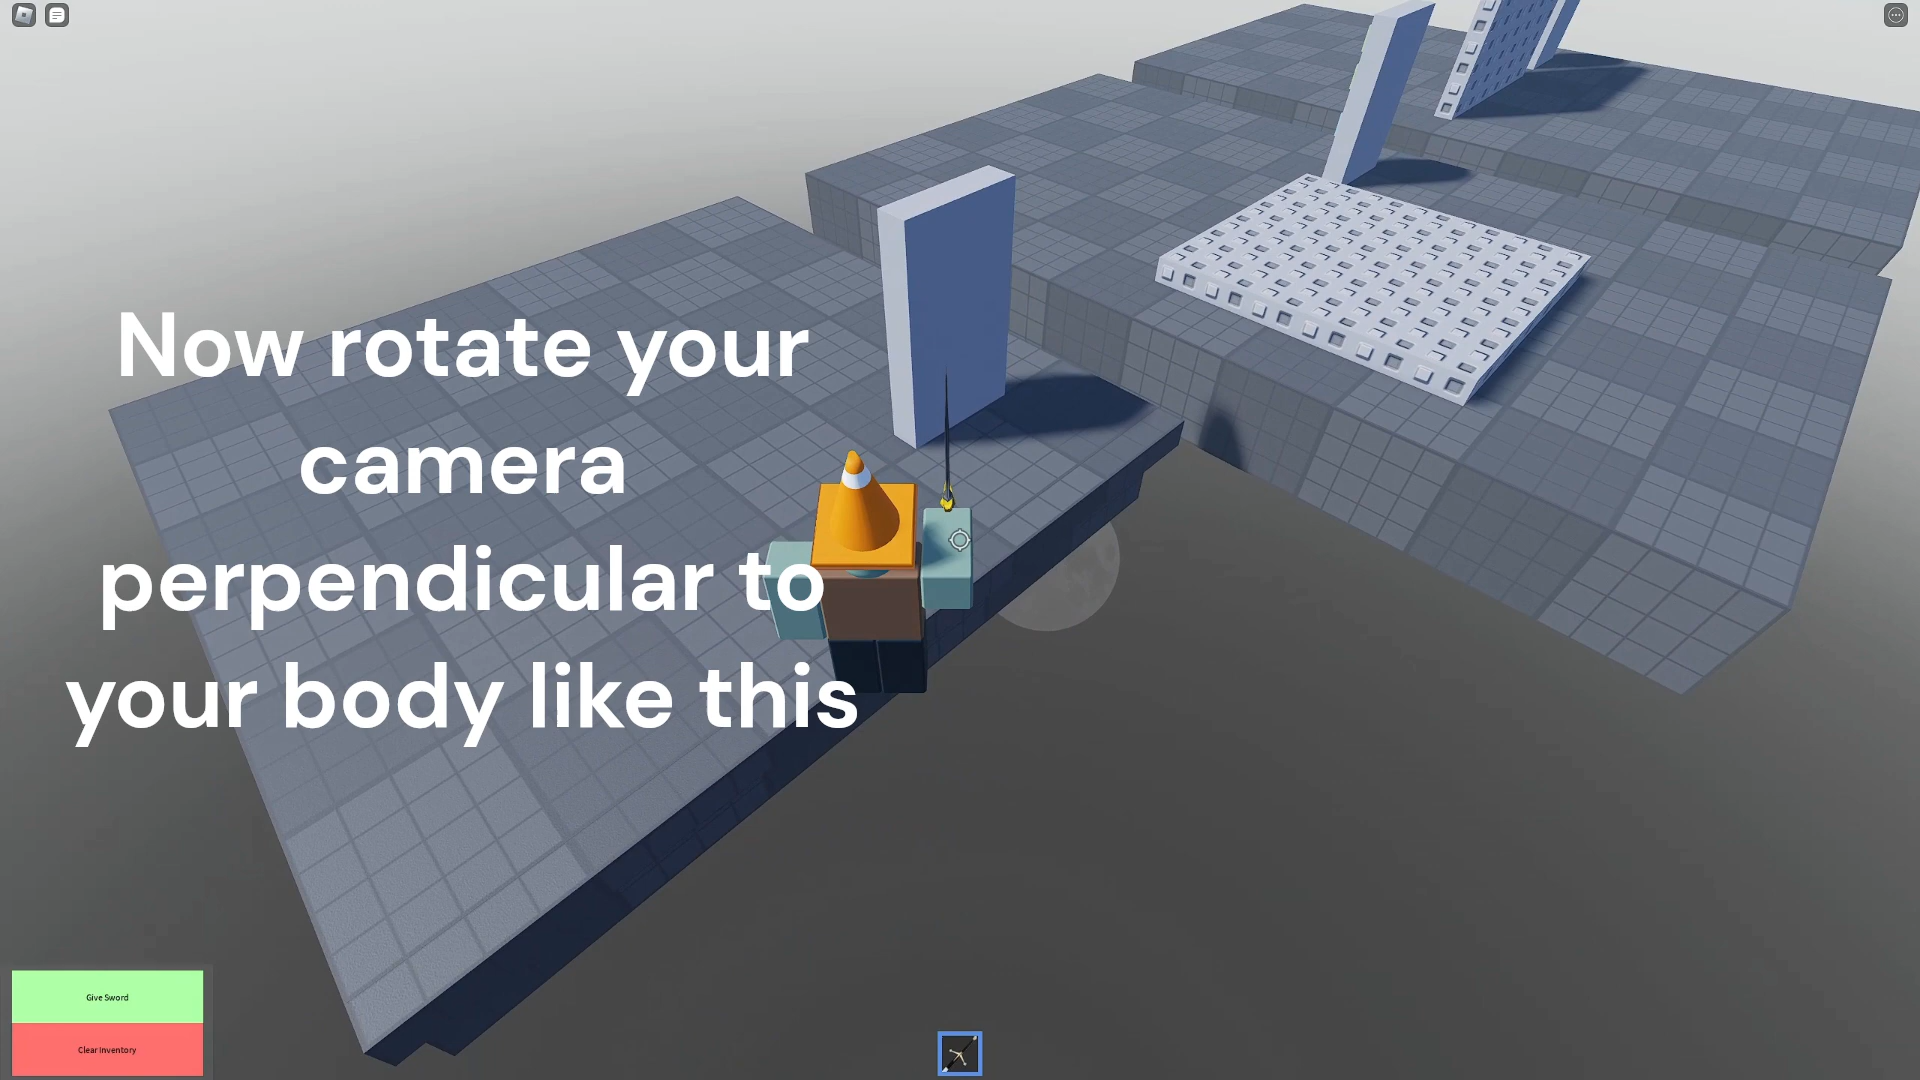 Now rotate your
camera
perpendicular to
your body like this
Give Sword
Clear Inventory